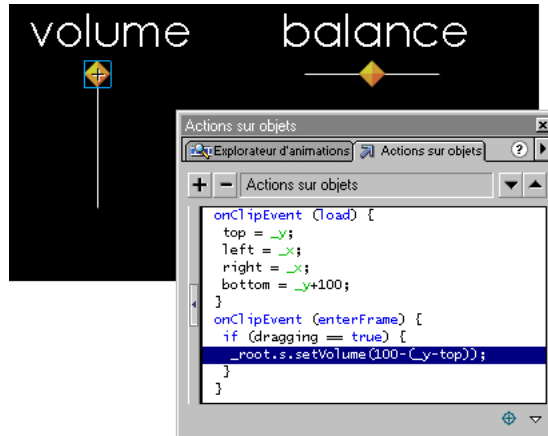 volume balance
Actions sur objets
Explorateur d'animations Actions sur objets ?
+ − Actions sur objets
onClipEvent (load) {
top = _y;
left = _x;
right = _x;
bottom = _y+100;
}
onClipEvent (enterFrame) {
if (dragging == true) {
_root.s.setVolume(100-(_y-top));
}
}